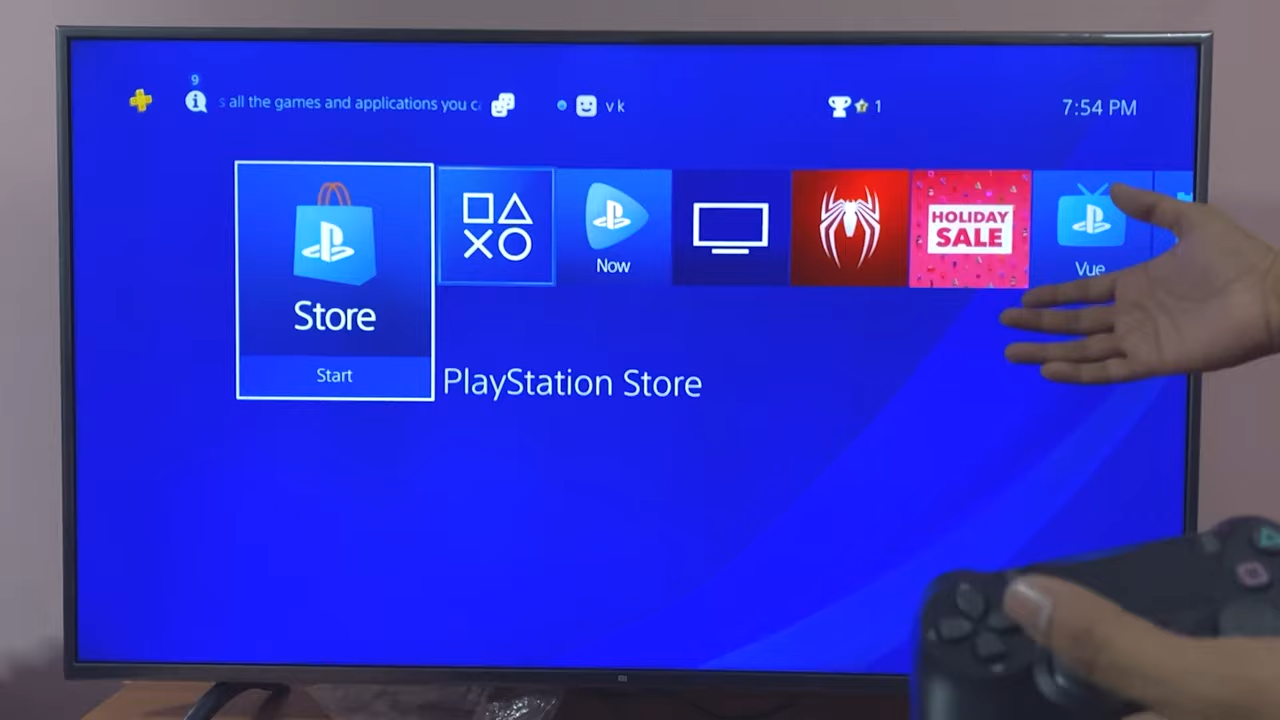 9
s all the games and applications you c
v k
1
7:54 PM
Store
Start
PlayStation Store
Now
HOLIDAY
SALE
Vue
mi